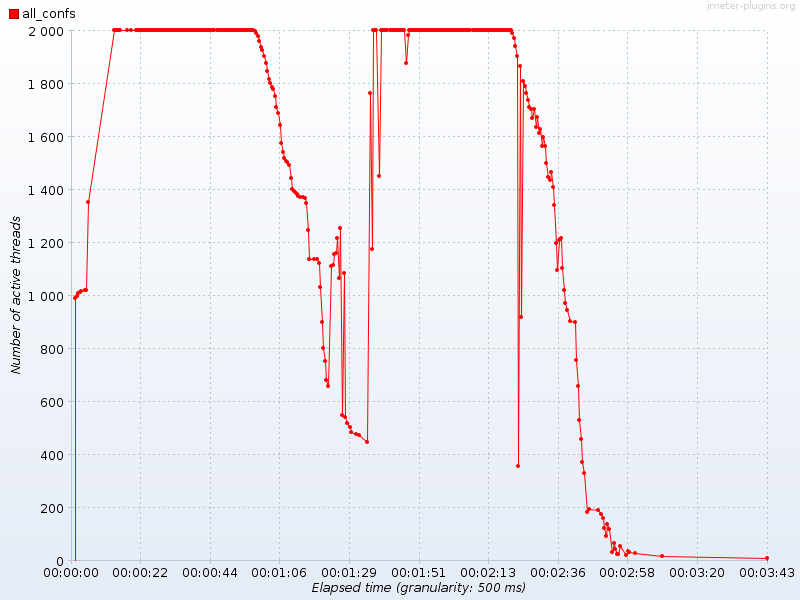 jmeter-plugins.org
all_confs
2 000
1 800
1 600
1 400
1 200
1 000
800
600
400
200
0
Number of active threads
00:00:00 00:00:22 00:00:44 00:01:06 00:01:29 00:01:51 00:02:13 00:02:36 00:02:58 00:03:20 00:03:43
Elapsed time (granularity: 500 ms)